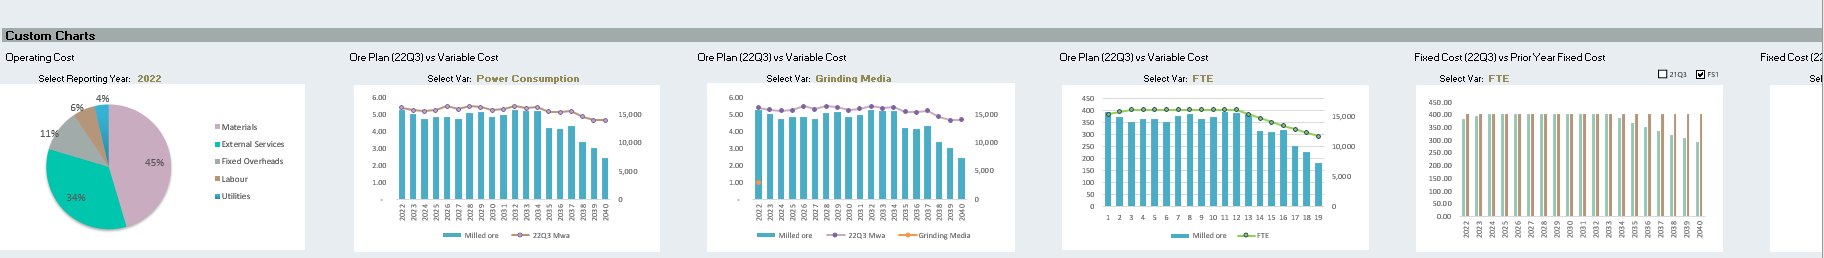 Custom Charts
Operating Cost
Select Reporting Year: 2022
4%
6%
11%
45%
34%
Materials
External Services
Fixed Overheads
Labour
Utilities
Ore Plan (22Q3) vs Variable Cost
Select Var: Power Consumption
6.00
5.00
4.00
3.00
2.00
1.00
-
15,000
10,000
5,000
0
2022 2023 2024 2025 2026 2027 2028 2029 2030 2031 2032 2033 2034 2035 2036 2037 2038 2039 2040
Milled ore 22Q3 Mwa
Ore Plan (22Q3) vs Variable Cost
Select Var: Grinding Media
6.00
5.00
4.00
3.00
2.00
1.00
-
15,000
10,000
5,000
0
2022 2023 2024 2025 2026 2027 2028 2029 2030 2031 2032 2033 2034 2035 2036 2037 2038 2039 2040
Milled ore 22Q3 Mwa Grinding Media
Ore Plan (22Q3) vs Variable Cost
Select Var: FTE
450
400
350
300
250
200
150
100
50
0
15,000
10,000
5,000
0
1 2 3 4 5 6 7 8 9 10 11 12 13 14 15 16 17 18 19
Milled ore FTE
Fixed Cost (22Q3) vs Prior Year Fixed Cost
Select Var: FTE
21Q3 FS1
450.00
400.00
350.00
300.00
250.00
200.00
150.00
100.00
50.00
0.00
2022 2023 2024 2025 2026 2027 2028 2029 2030 2031 2032 2033 2034 2035 2036 2037 2038 2039 2040
Fixed Cost (22
Sel